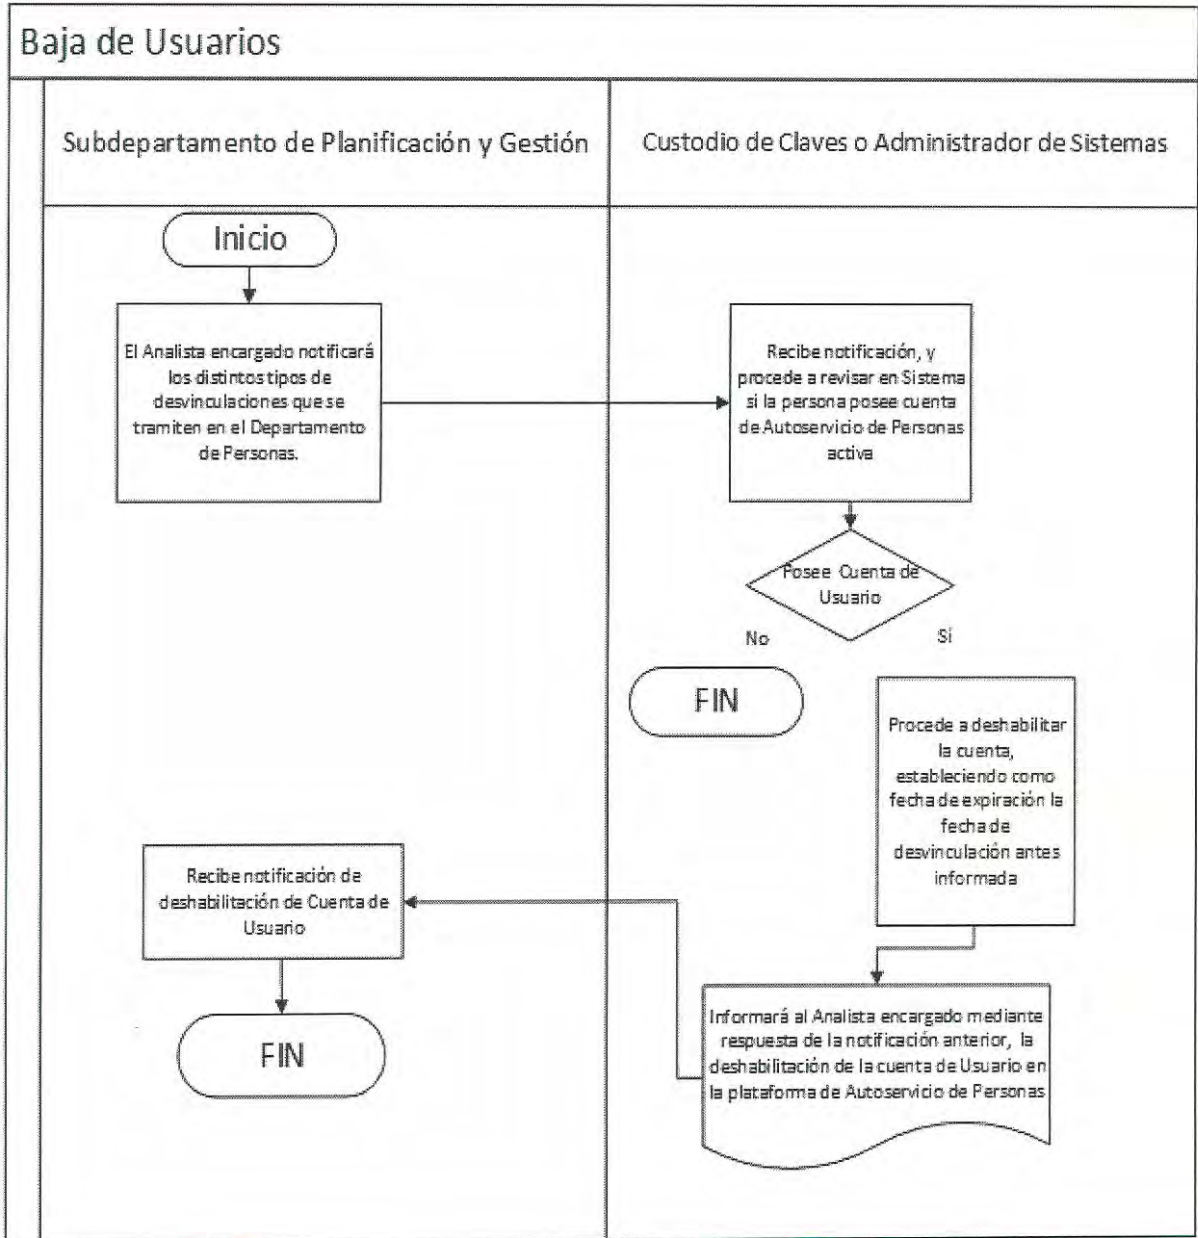 Baja de Usuarios
Subdepartamento de Planificación y Gestión
Custodio de Claves o Administrador de Sistemas
Inicio
El Analista encargado notificará
los distintos tipos de
desvinculaciones que se
tramiten en el Departamento
de Personas.
Recibe notificación, y
procede a revisar en Sistema
si la persona posee cuenta
de Autoservicio de Personas
activa
Posee Cuenta de
Usuario
No
Sí
FIN
Procede a deshabilitar
la cuenta,
estableciendo como
fecha de expiración la
fecha de
desvinculación antes
informada
Recibe notificación de
deshabilitación de Cuenta de
Usuario
Informará al Analista encargado mediante
respuesta de la notificación anterior, la
deshabilitación de la cuenta de Usuario en
la plataforma de Autoservicio de Personas
FIN